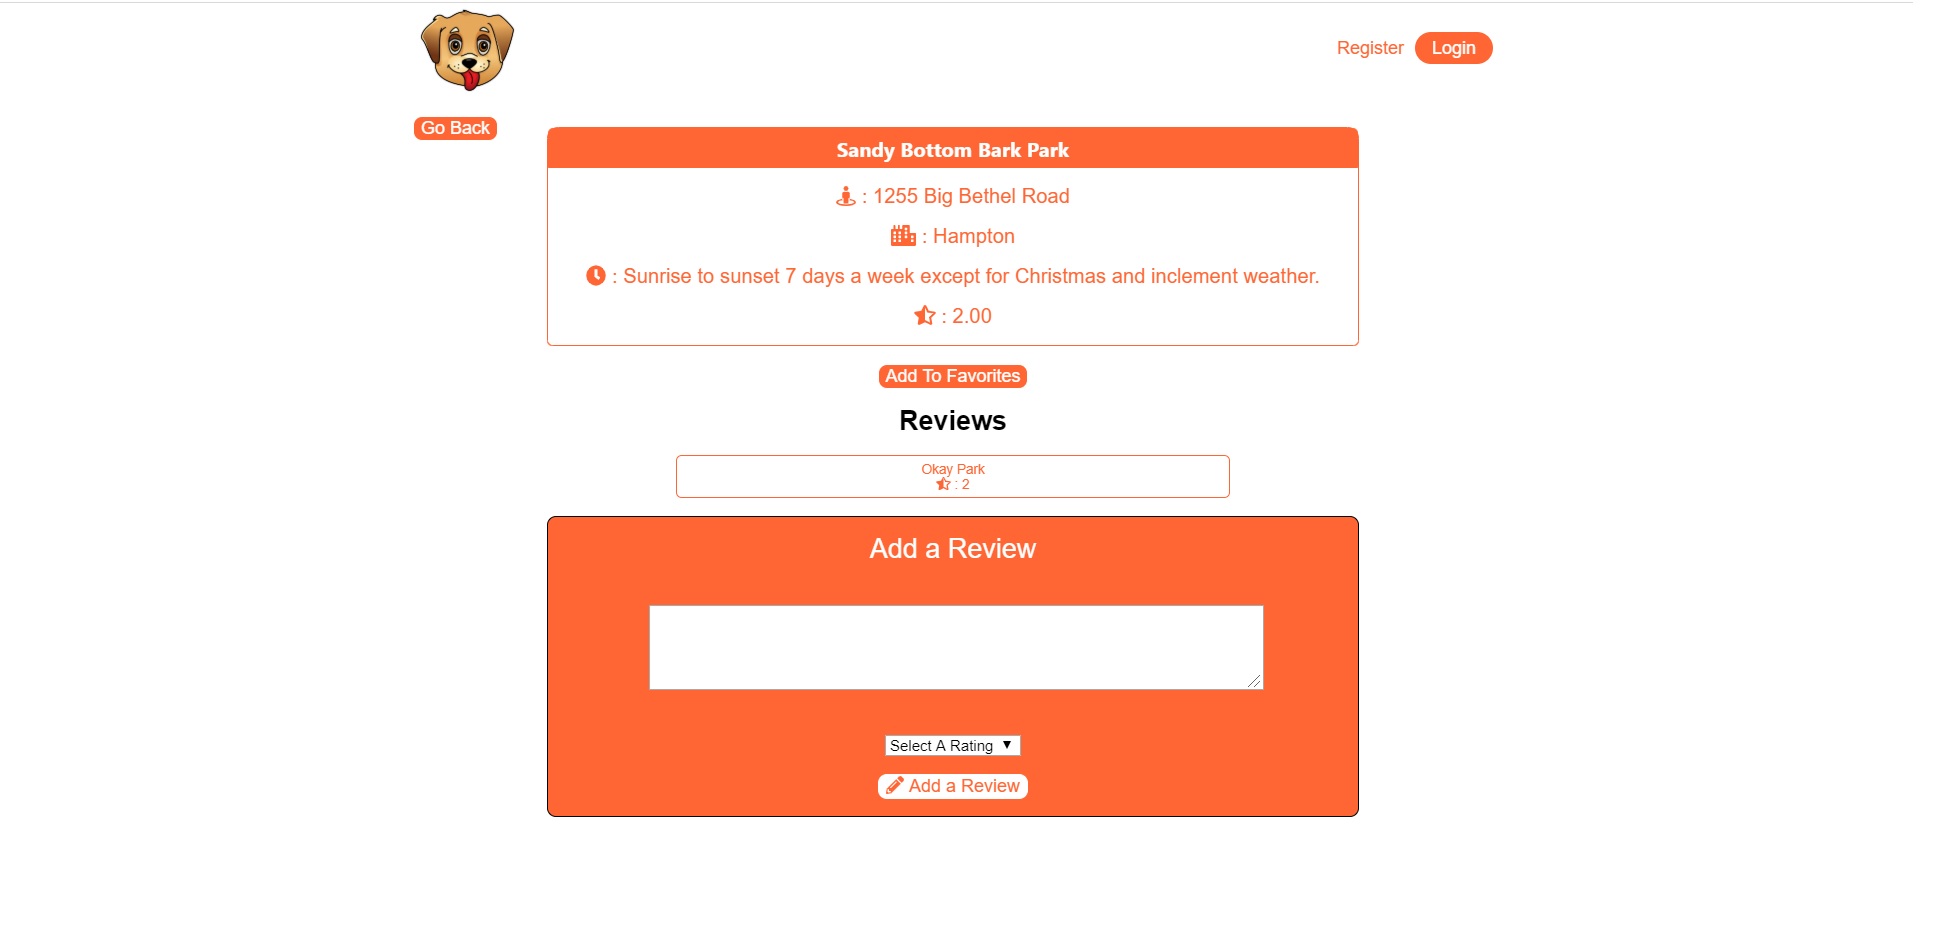 Register
Login
Go Back
Sandy Bottom Bark Park
: 1255 Big Bethel Road
: Hampton
: Sunrise to sunset 7 days a week except for Christmas and inclement weather.
: 2.00
Add To Favorites
Reviews
Okay Park
: 2
Add a Review
Select A Rating
Add a Review